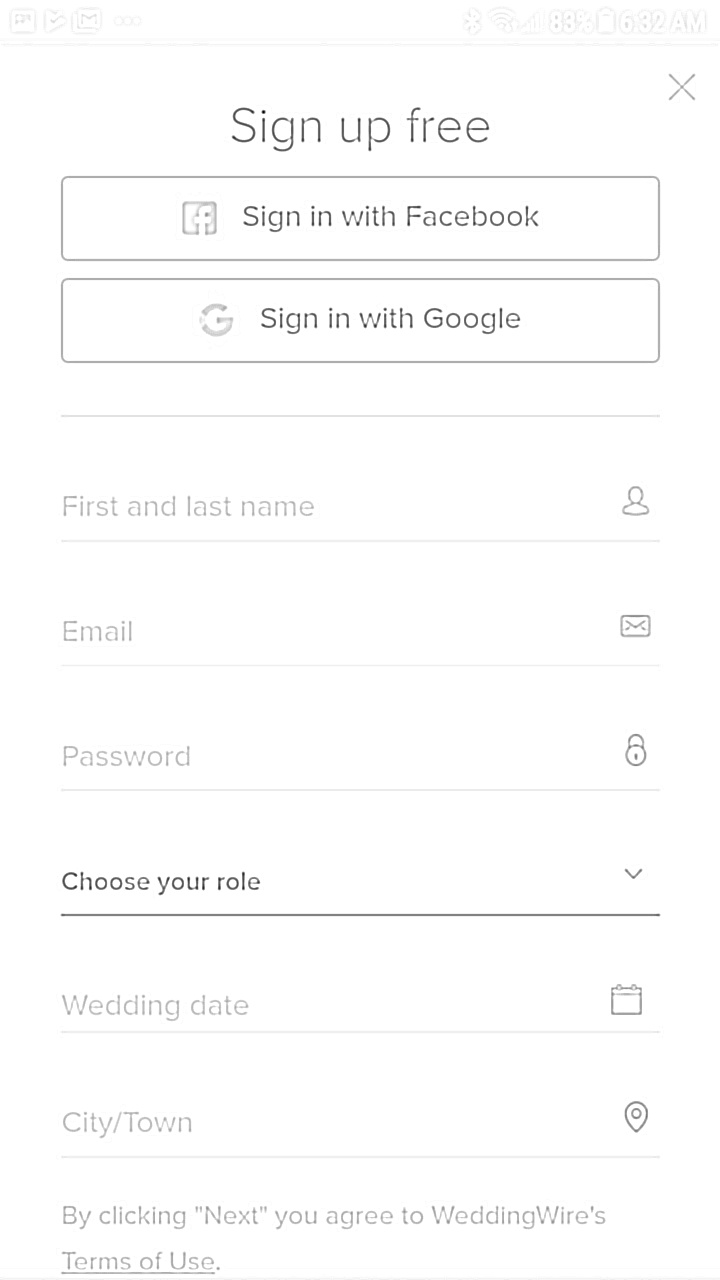 83% 6:32 AM
Sign up free
Sign in with Facebook
Sign in with Google
First and last name
Email
Password
Choose your role
Wedding date
City/Town
By clicking "Next" you agree to WeddingWire's
Terms of Use.